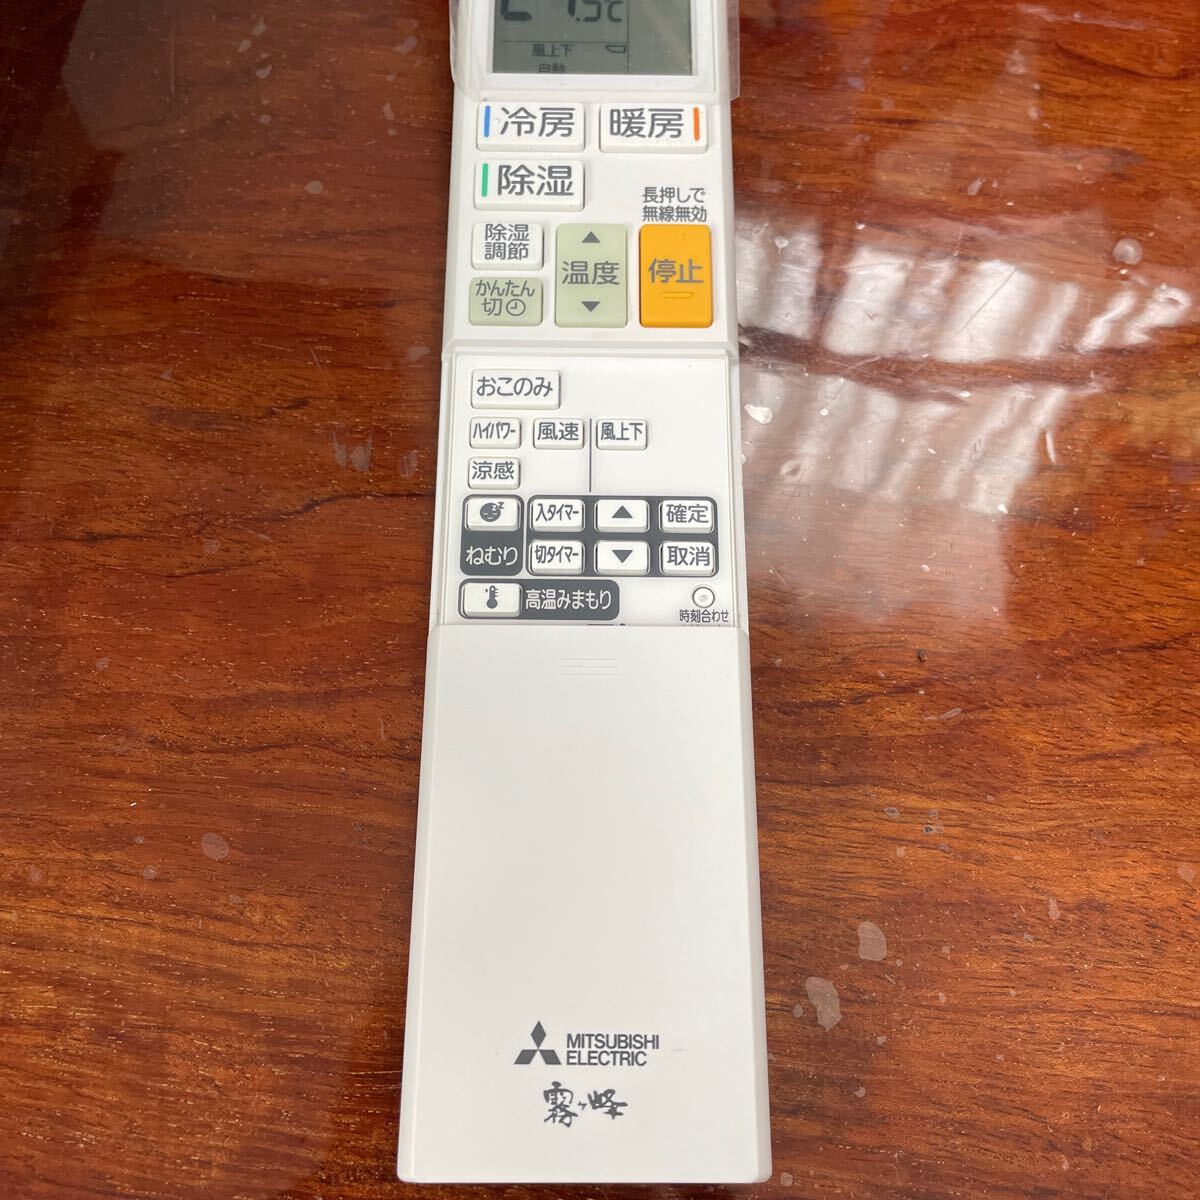 .5℃
風上下
自動
冷房 暖房
除湿
長押しで
無線無効
除湿
調節
温度
停止
かんたん
切
おこのみ
ハイパワー 風速 風上下
涼感
入タイマー 確定
ねむり 切タイマー 取消
高温みまもり
時刻合わせ
MITSUBISHI
ELECTRIC
霧ヶ峰